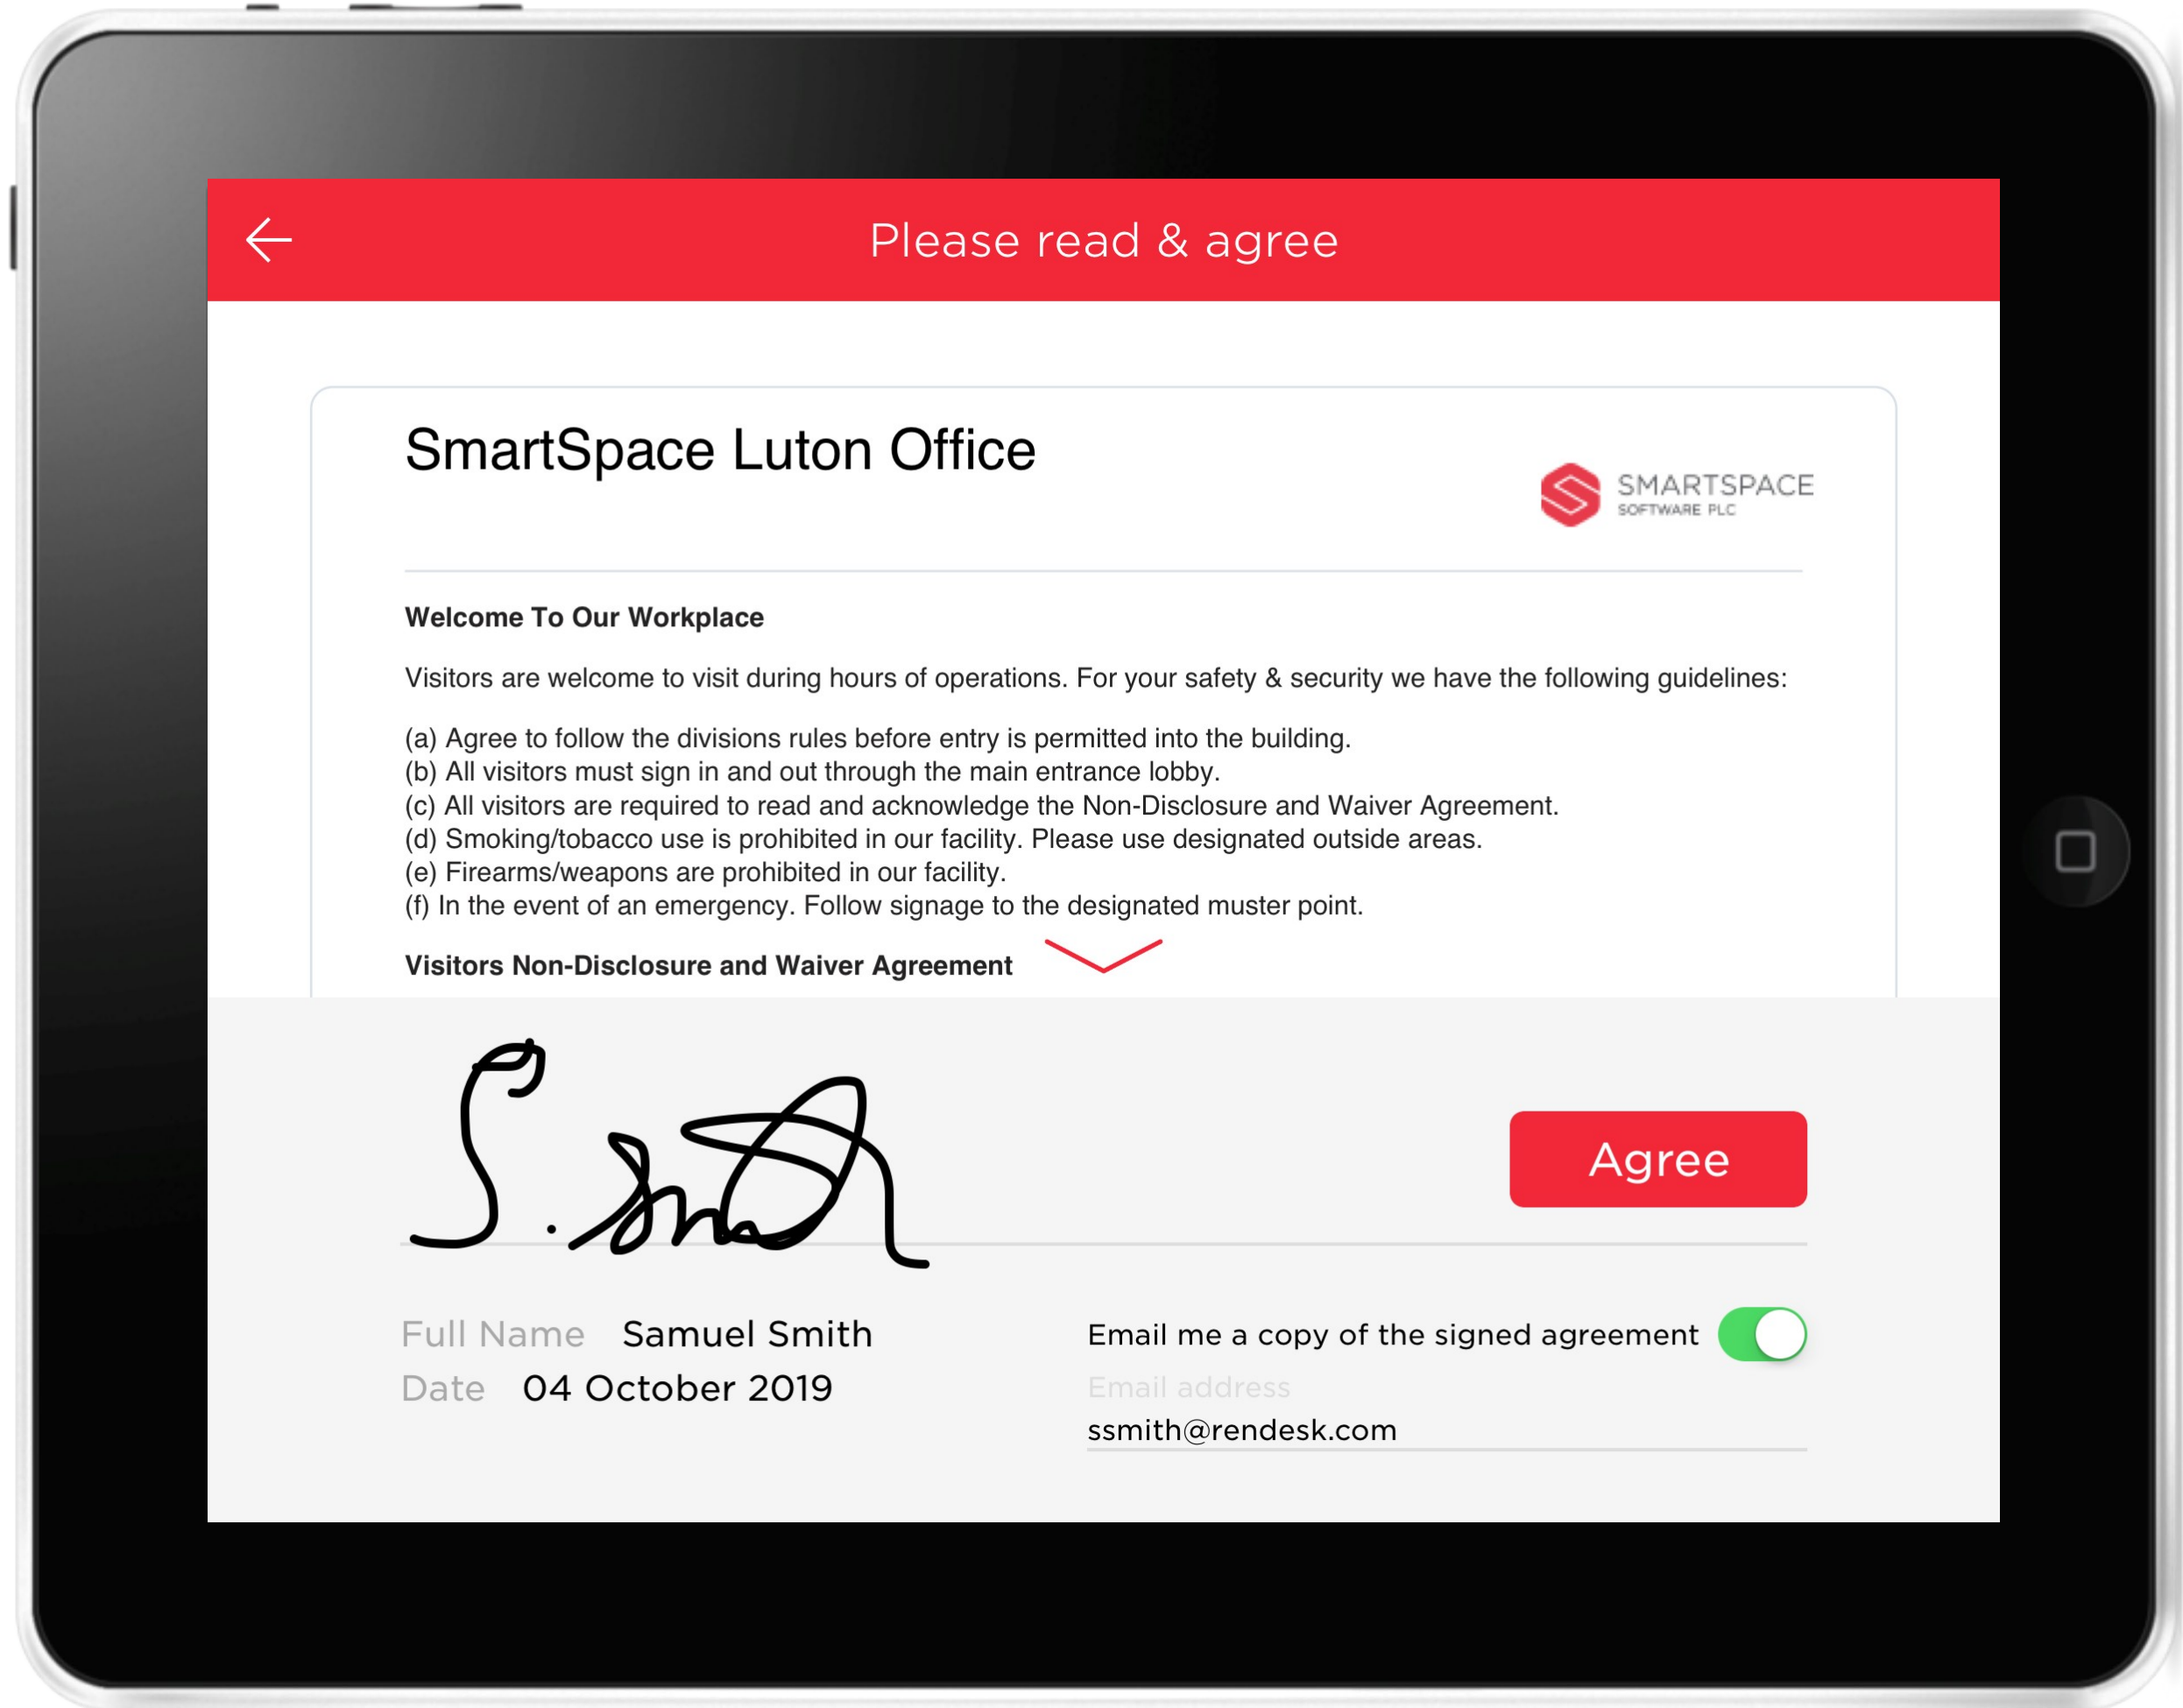 Please read & agree
SmartSpace Luton Office
SMARTSPACE
SOFTWARE PLC
Welcome To Our Workplace
Visitors are welcome to visit during hours of operations. For your safety & security we have the following guidelines:
(a) Agree to follow the divisions rules before entry is permitted into the building.
(b) All visitors must sign in and out through the main entrance lobby.
(c) All visitors are required to read and acknowledge the Non-Disclosure and Waiver Agreement.
(d) Smoking/tobacco use is prohibited in our facility. Please use designated outside areas.
(e) Firearms/weapons are prohibited in our facility.
(f) In the event of an emergency. Follow signage to the designated muster point.
Visitors Non-Disclosure and Waiver Agreement
S. Smith
Agree
Full Name Samuel Smith
Date 04 October 2019
Email me a copy of the signed agreement
Email address
ssmith@rendesk.com